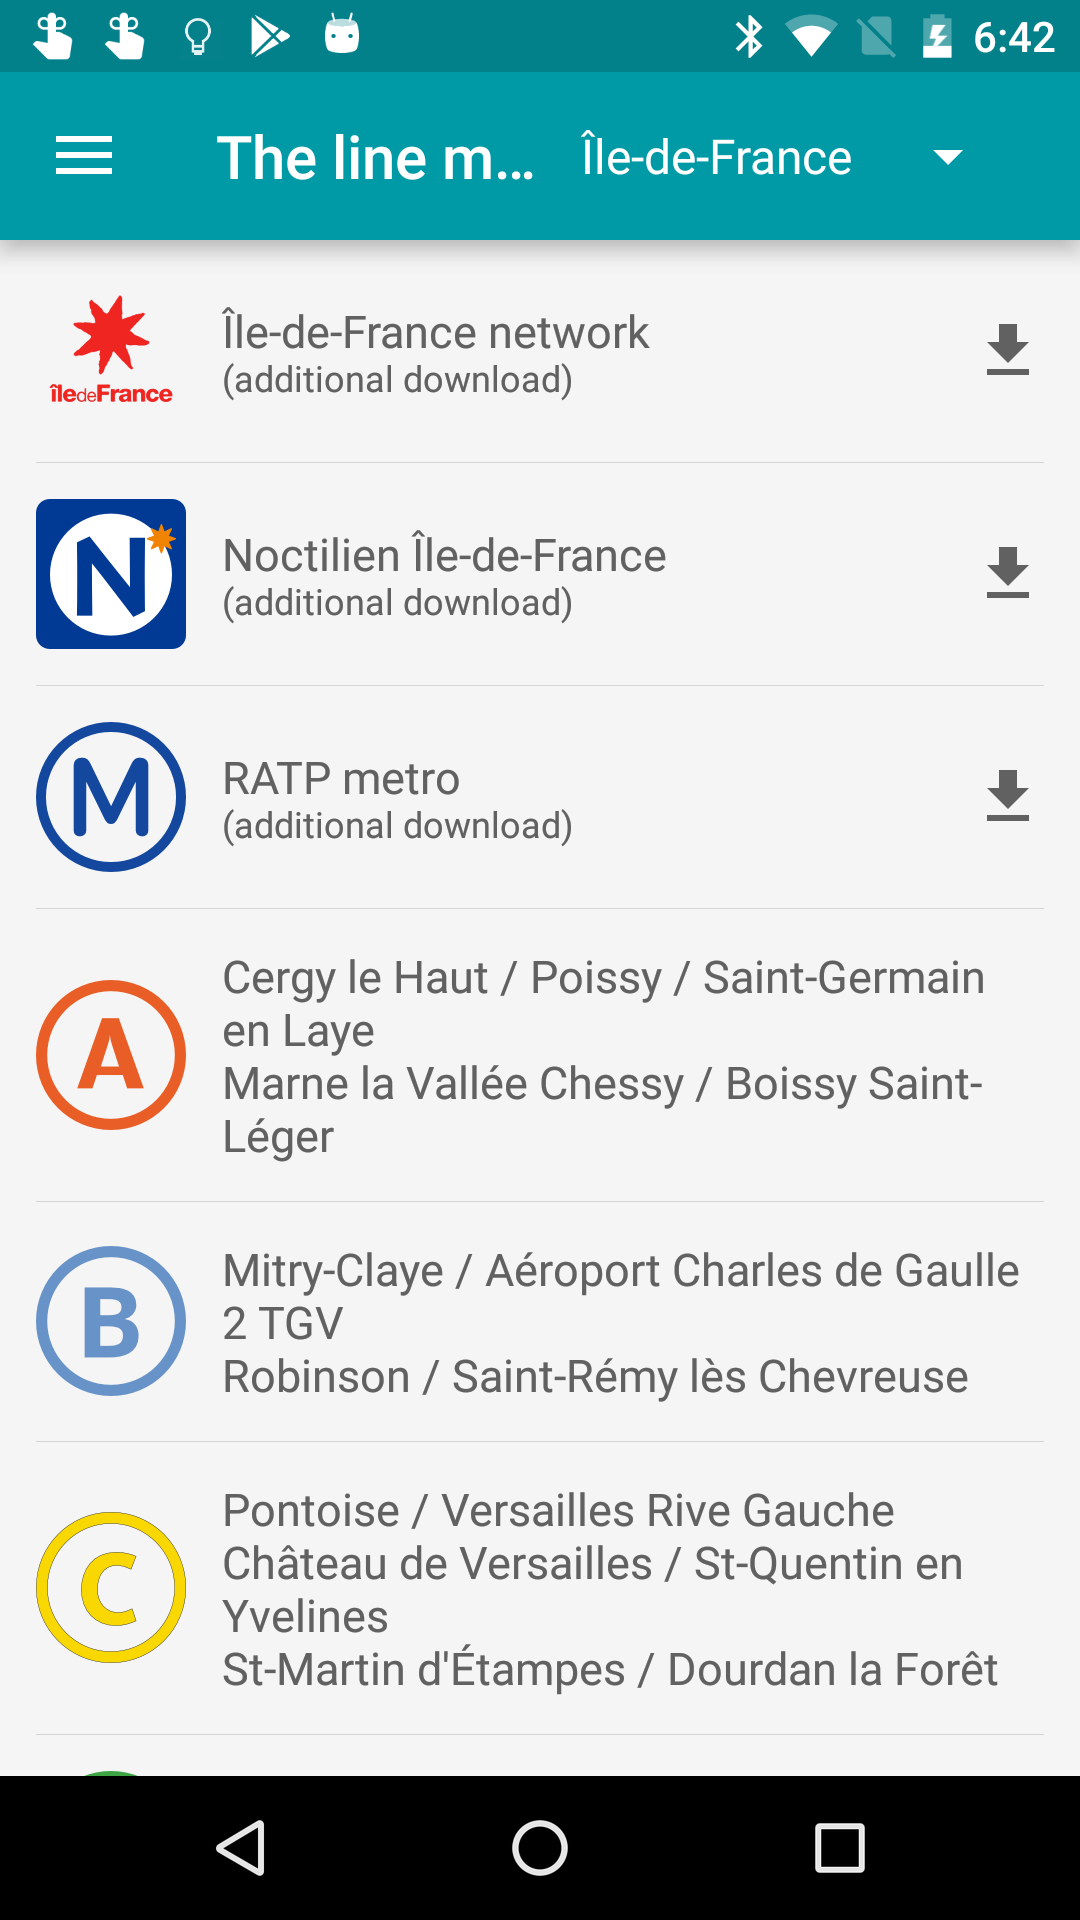 6:42
The line m...
Île-de-France
îledeFrance
Île-de-France network
(additional download)
N
Noctilien Île-de-France
(additional download)
M
RATP metro
(additional download)
A
Cergy le Haut / Poissy / Saint-Germain
en Laye
Marne la Vallée Chessy / Boissy Saint-
Léger
B
Mitry-Claye / Aéroport Charles de Gaulle
2 TGV
Robinson / Saint-Rémy lès Chevreuse
C
Pontoise / Versailles Rive Gauche
Château de Versailles / St-Quentin en
Yvelines
St-Martin d'Étampes / Dourdan la Forêt